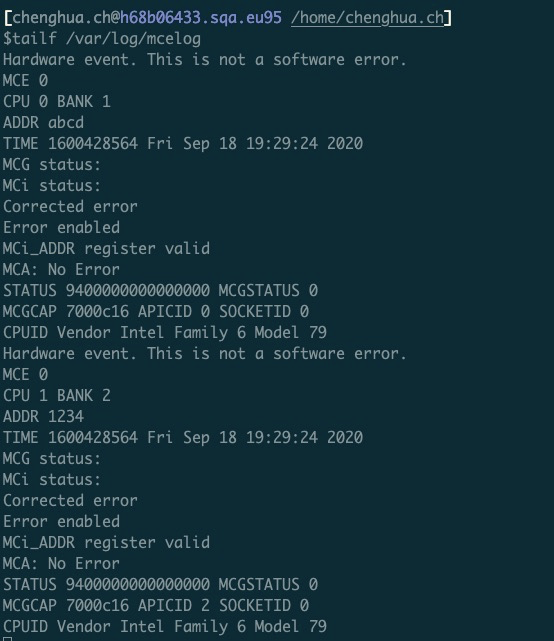 [chenghua.ch@h68b06433.sqa.eu95 /home/chenghua.ch]
$tailf /var/log/mcelog
Hardware event. This is not a software error.
MCE 0
CPU 0 BANK 1
ADDR abcd
TIME 1600428564 Fri Sep 18 19:29:24 2020
MCG status:
MCi status:
Corrected error
Error enabled
MCi_ADDR register valid
MCA: No Error
STATUS 9400000000000000 MCGSTATUS 0
MCGCAP 7000c16 APICID 0 SOCKETID 0
CPUID Vendor Intel Family 6 Model 79
Hardware event. This is not a software error.
MCE 0
CPU 1 BANK 2
ADDR 1234
TIME 1600428564 Fri Sep 18 19:29:24 2020
MCG status:
MCi status:
Corrected error
Error enabled
MCi_ADDR register valid
MCA: No Error
STATUS 9400000000000000 MCGSTATUS 0
MCGCAP 7000c16 APICID 2 SOCKETID 0
CPUID Vendor Intel Family 6 Model 79